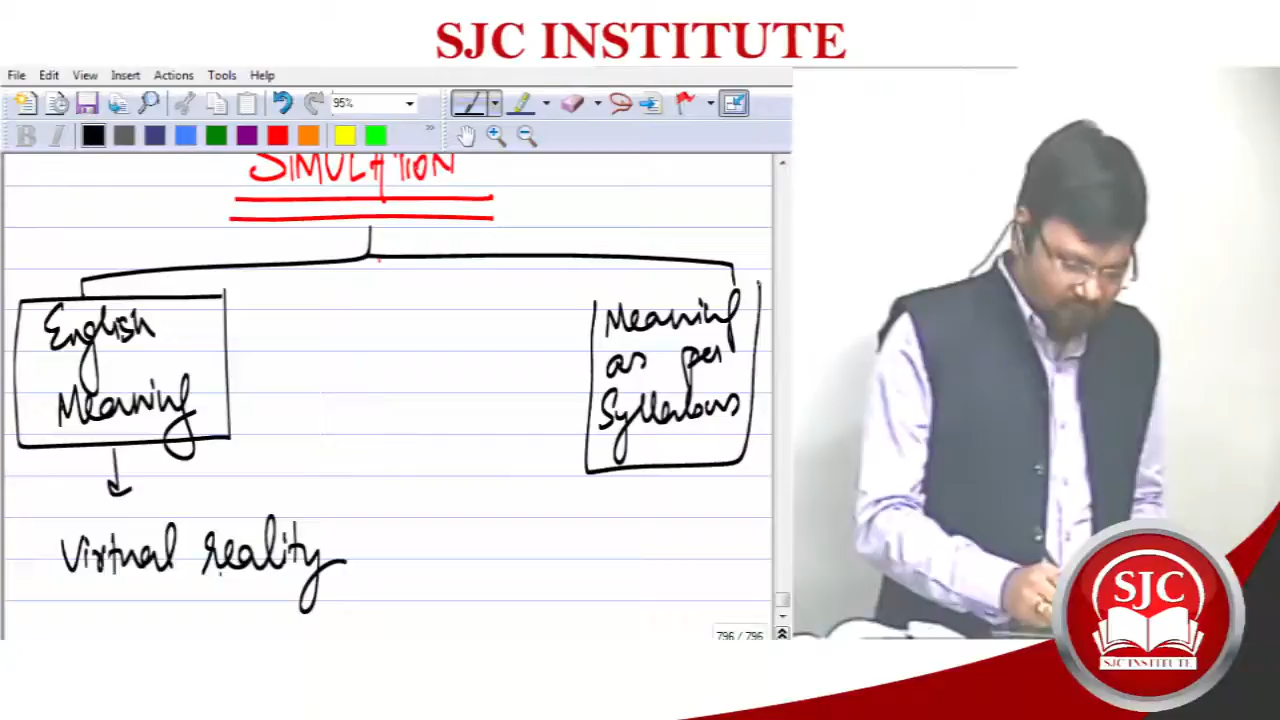 SJC INSTITUTE
File Edit View Insert Actions Tools Help
95%
B I
SIMULATION
English
Meaning
Meaning
as per
Syllabus
Virtual reality
796 / 796
SJC
SJC INSTITUTE